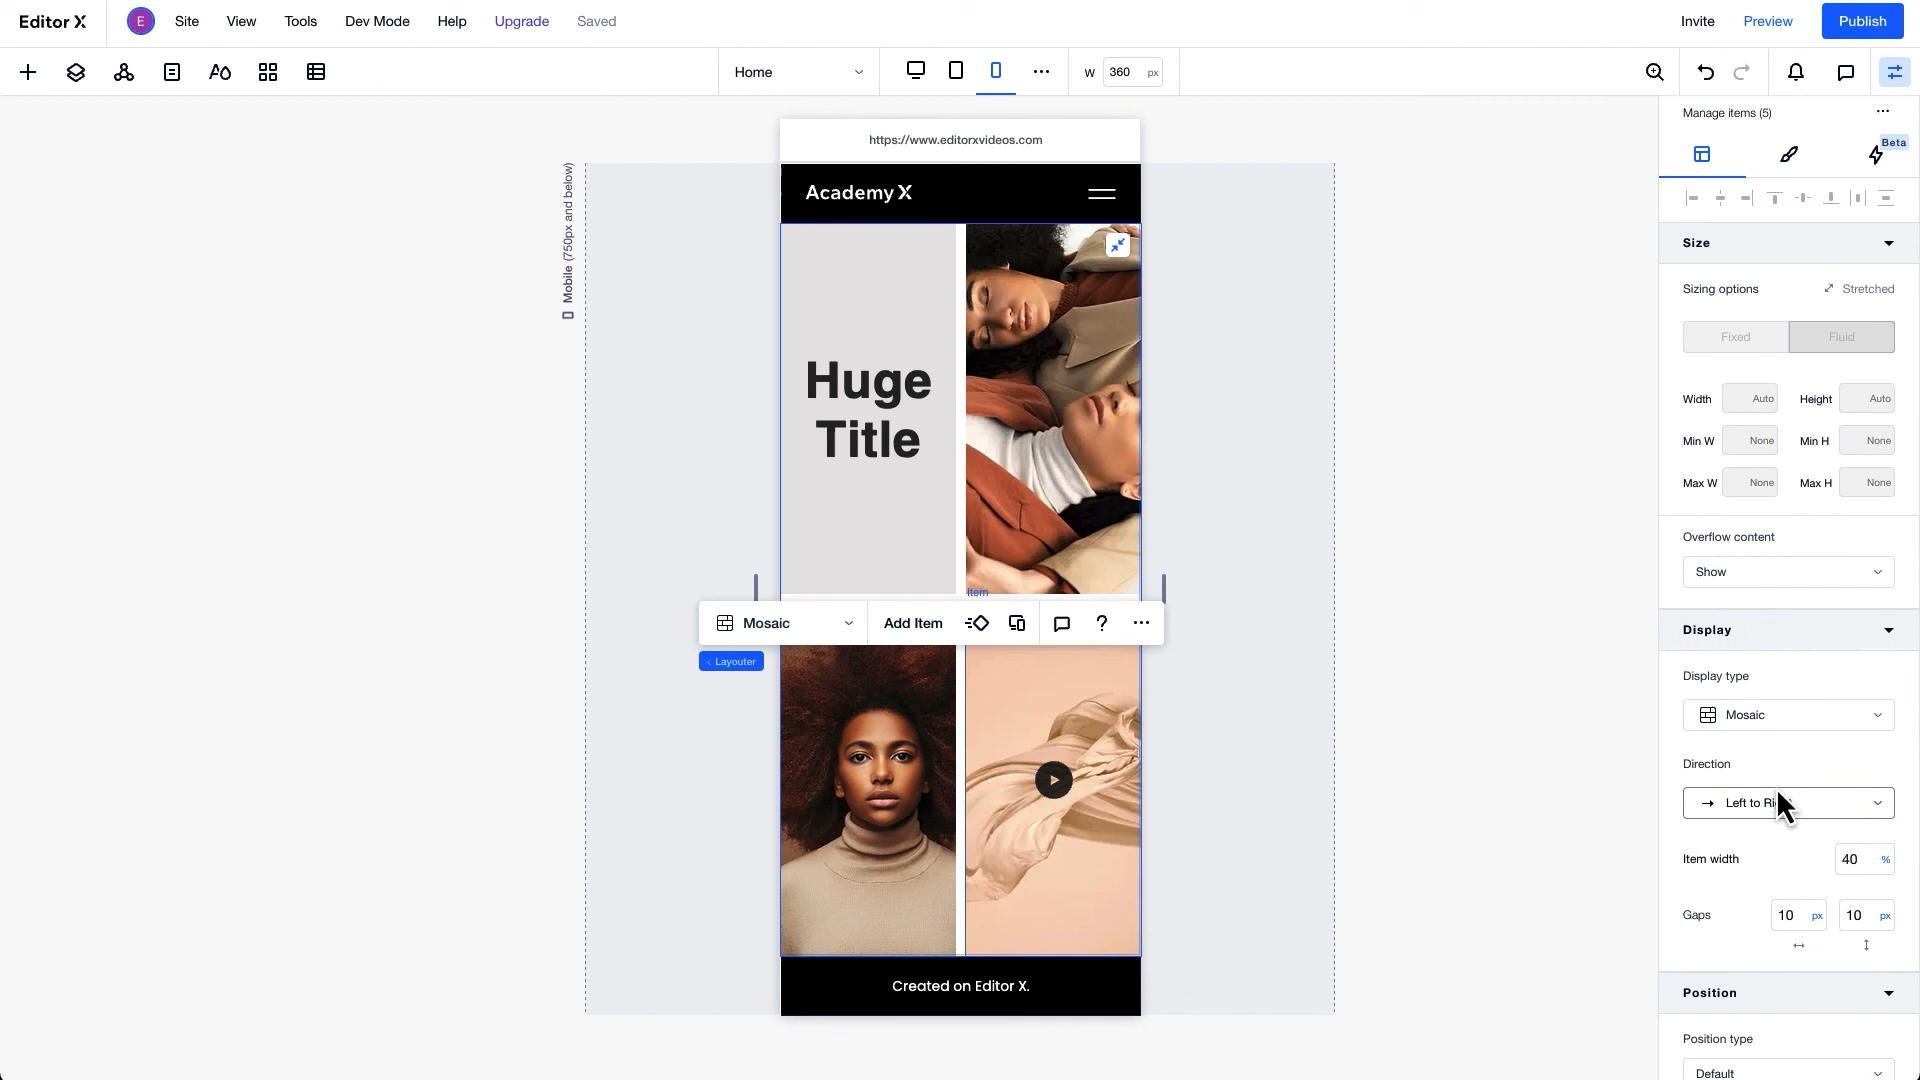 Editor X
E
Site
View
Tools
Dev Mode
Help
Upgrade
Saved
Invite
Preview
Publish
Home
W
360
px
https://www.editorxvideos.com
Mobile (750px and below)
Academy X
Huge
Title
Item
Mosaic
Add Item
?
‹ Layouter
Created on Editor X.
Manage items (5)
Beta
Size
Sizing options
Stretched
Fixed
Fluid
Width
Auto
Height
Auto
Min W
None
Min H
None
Max W
None
Max H
None
Overflow content
Show
Display
Display type
Mosaic
Direction
Left to Ri
Item width
40
%
Gaps
10
px
10
px
Position
Position type
Default